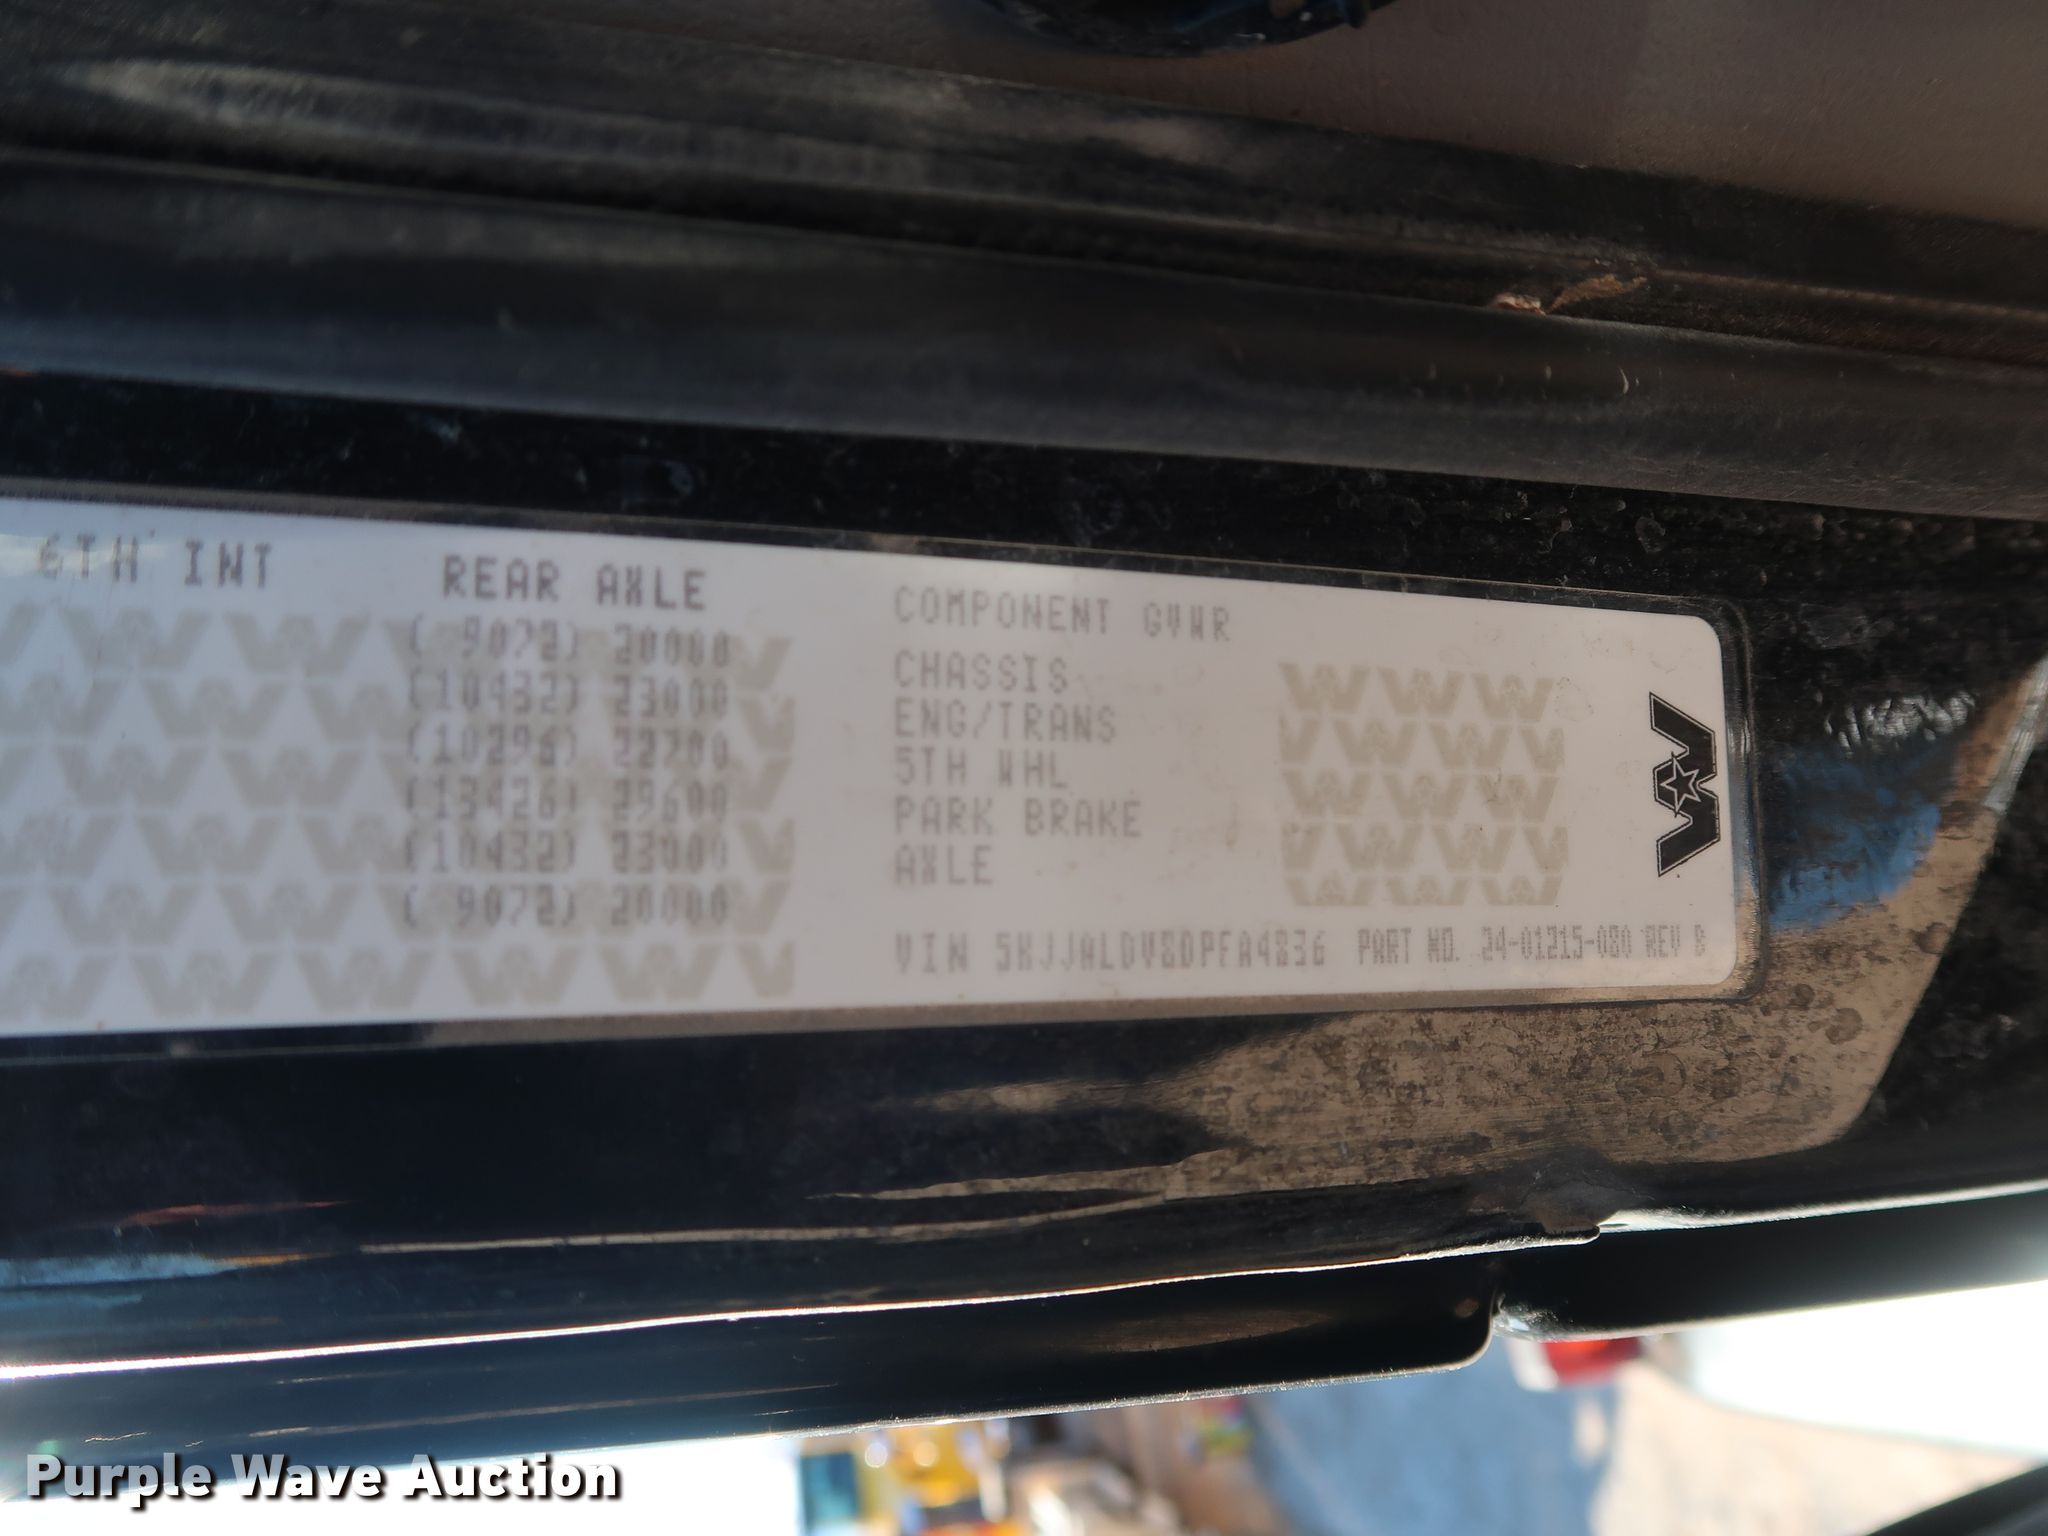 6TH INT REAR AXLE
( 9072) 20000
(10432) 23000
(10296) 22700
(13426) 29600
(10432) 23000
( 9072) 20000
COMPONENT GVWR
CHASSIS
ENG/TRANS
5TH WHL
PARK BRAKE
AXLE
VIN 5KJJALDV8DPFA4836 PART NO. 24-01215-080 REV B
Purple Wave Auction